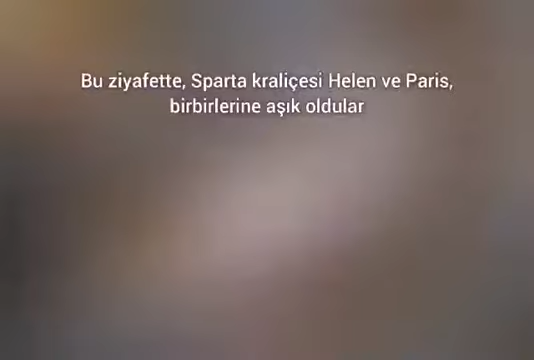 Bu ziyafette, Sparta kraliçesi Helen ve Paris,
birbirlerine aşık oldular